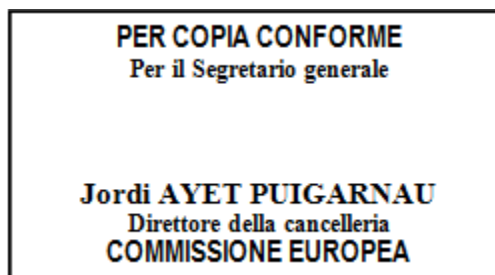 PER COPIA CONFORME
Per il Segretario generale
Jordi AYET PUIGARNAU
Direttore della cancelleria
COMMISSIONE EUROPEA